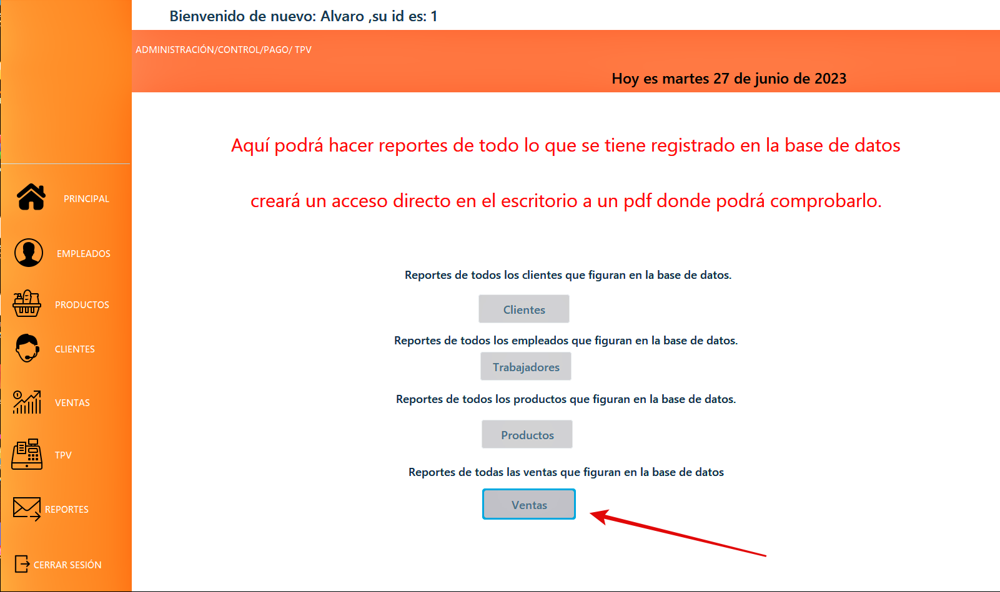 Bienvenido de nuevo: Alvaro ,su id es: 1
ADMINISTRACIÓN/CONTROL/PAGO/ TPV
Hoy es martes 27 de junio de 2023
Aquí podrá hacer reportes de todo lo que se tiene registrado en la base de datos
creará un acceso directo en el escritorio a un pdf donde podrá comprobarlo.
PRINCIPAL
EMPLEADOS
PRODUCTOS
CLIENTES
VENTAS
TPV
REPORTES
CERRAR SESIÓN
Reportes de todos los clientes que figuran en la base de datos.
Clientes
Reportes de todos los empleados que figuran en la base de datos.
Trabajadores
Reportes de todos los productos que figuran en la base de datos.
Productos
Reportes de todas las ventas que figuran en la base de datos
Ventas